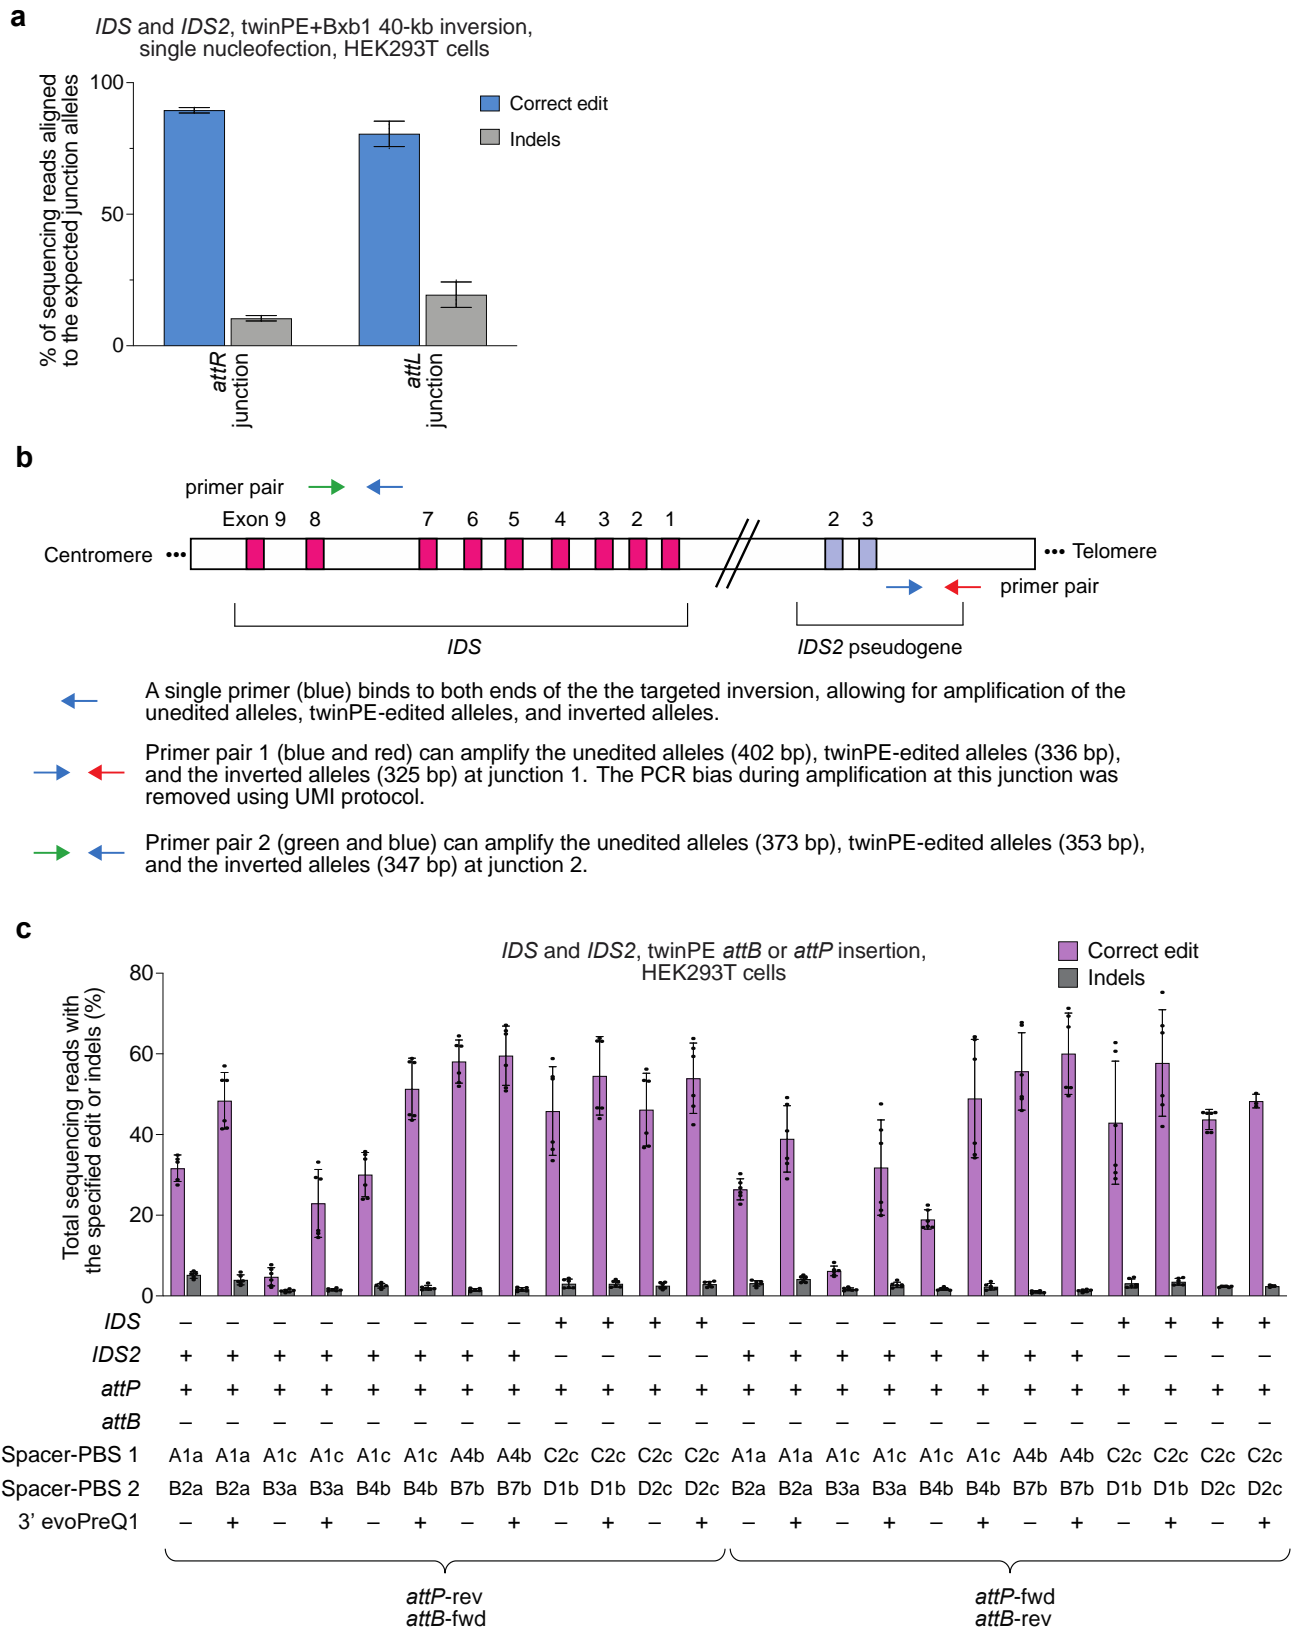 a
IDS and IDS2, twinPE+Bxb1 40-kb inversion,
single nucleofection, HEK293T cells
% of sequencing reads aligned
to the expected junction alleles
100
50
0
Correct edit
Indels
attR
junction
attL
junction
b
primer pair
Exon 9 8 7 6 5 4 3 2 1 2 3
Centromere ••• ••• Telomere
primer pair
IDS
IDS2 pseudogene
A single primer (blue) binds to both ends of the the targeted inversion, allowing for amplification of the
unedited alleles, twinPE-edited alleles, and inverted alleles.
Primer pair 1 (blue and red) can amplify the unedited alleles (402 bp), twinPE-edited alleles (336 bp),
and the inverted alleles (325 bp) at junction 1. The PCR bias during amplification at this junction was
removed using UMI protocol.
Primer pair 2 (green and blue) can amplify the unedited alleles (373 bp), twinPE-edited alleles (353 bp),
and the inverted alleles (347 bp) at junction 2.
c
IDS and IDS2, twinPE attB or attP insertion,
HEK293T cells
Correct edit
Indels
Total sequencing reads with
the specified edit or indels (%)
80
60
40
20
0
IDS – – – – – – – – + + + + – – – – – – – – + + + +
IDS2 + + + + + + + + – – – – + + + + + + + + – – – –
attP + + + + + + + + + + + + + + + + + + + + + + + +
attB – – – – – – – – – – – – – – – – – – – – – – – –
Spacer-PBS 1 A1a A1a A1c A1c A1c A1c A4b A4b C2c C2c C2c C2c A1a A1a A1c A1c A1c A1c A4b A4b C2c C2c C2c C2c
Spacer-PBS 2 B2a B2a B3a B3a B4b B4b B7b B7b D1b D1b D2c D2c B2a B2a B3a B3a B4b B4b B7b B7b D1b D1b D2c D2c
3’ evoPreQ1 – + – + – + – + – + – + – + – + – + – + – + – +
attP-rev
attB-fwd
attP-fwd
attB-rev